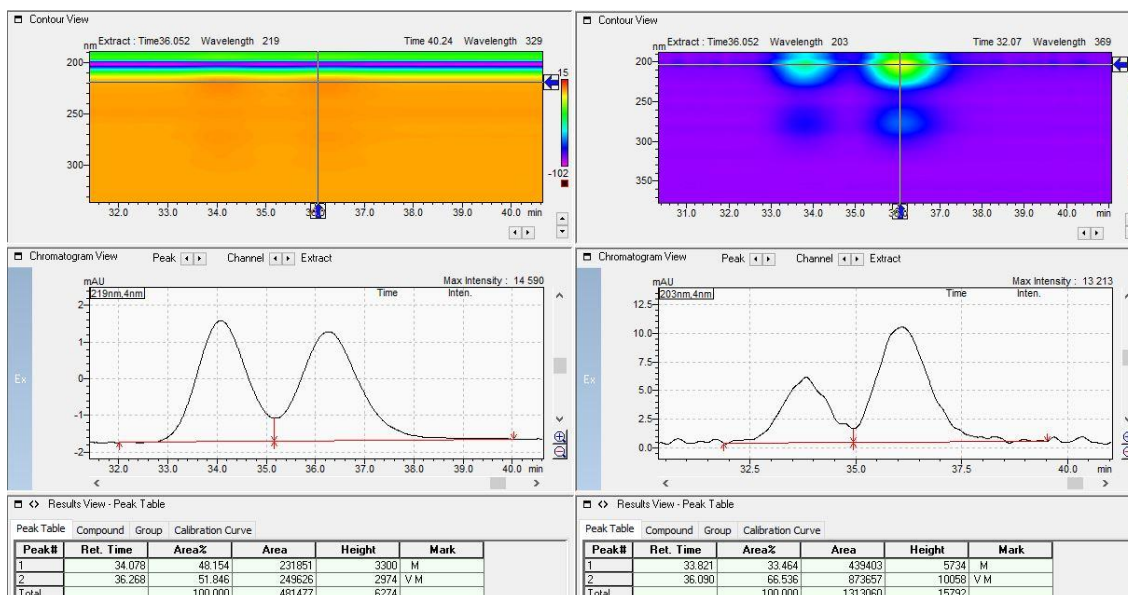 Contour View
Extract : Time36.052 Wavelength 219 Time 40.24 Wavelength 329
nm
200
250
300
15
-102
32.0 33.0 34.0 35.0 37.0 38.0 39.0 40.0 min
Chromatogram View Peak Channel Extract
mAU Max Intensity : 14 590
219nm,4nm Time Inten.
2
1
0
-1
-2
32.0 33.0 34.0 35.0 36.0 37.0 38.0 39.0 40.0 min
Ex
Results View - Peak Table
Peak Table Compound Group Calibration Curve
Peak# Ret. Time Area% Area Height Mark
1 34.078 48.154 231851 3300 M
2 36.268 51.846 249626 2974 V M
Total 100.000 481477 6274
Contour View
Extract : Time36.052 Wavelength 203 Time 32.07 Wavelength 369
nm
200
250
300
350
31.0 32.0 33.0 34.0 35.0 37.0 38.0 39.0 40.0 min
Chromatogram View Peak Channel Extract
mAU Max Intensity : 13 213
203nm,4nm Time Inten.
12.5
10.0
7.5
5.0
2.5
0.0
32.5 35.0 37.5 40.0 min
Ex
Results View - Peak Table
Peak Table Compound Group Calibration Curve
Peak# Ret. Time Area% Area Height Mark
1 33.821 33.464 439403 5734 M
2 36.090 66.536 873657 10058 V M
Total 100.000 1313060 15792